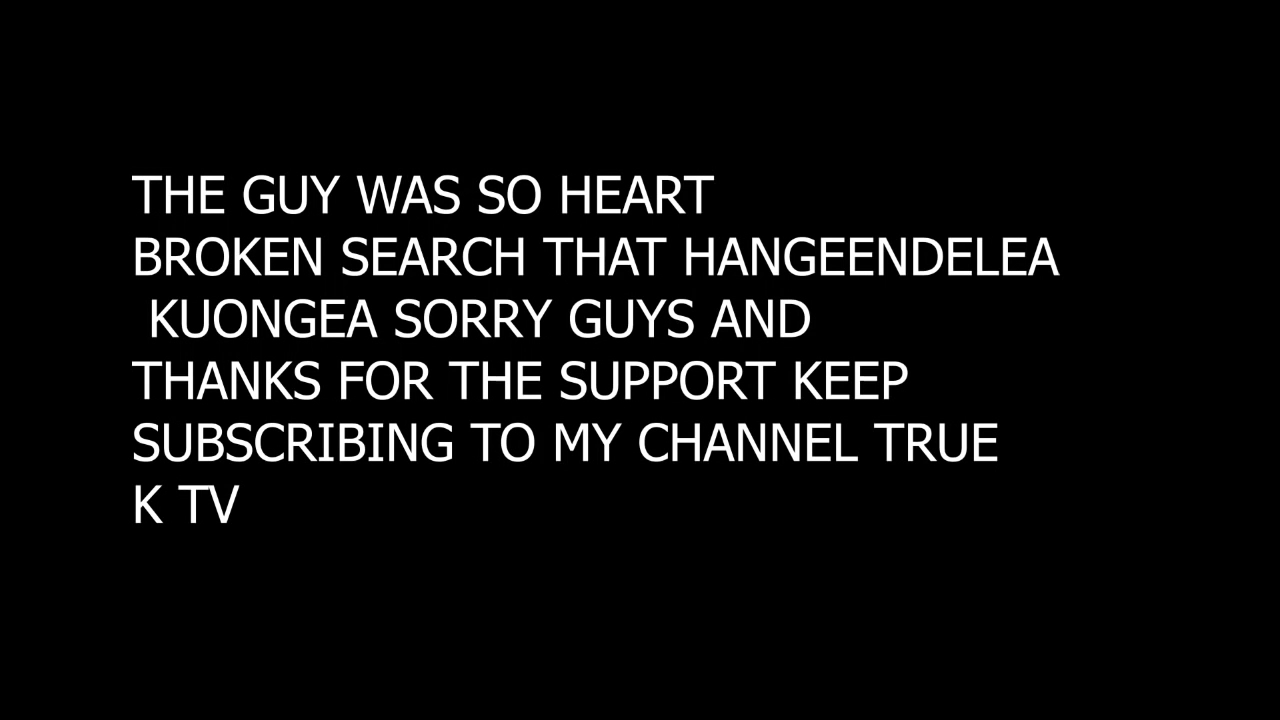 THE GUY WAS SO HEART
BROKEN SEARCH THAT HANGEENDELEA
KUONGEA SORRY GUYS AND
THANKS FOR THE SUPPORT KEEP
SUBSCRIBING TO MY CHANNEL TRUE
K TV